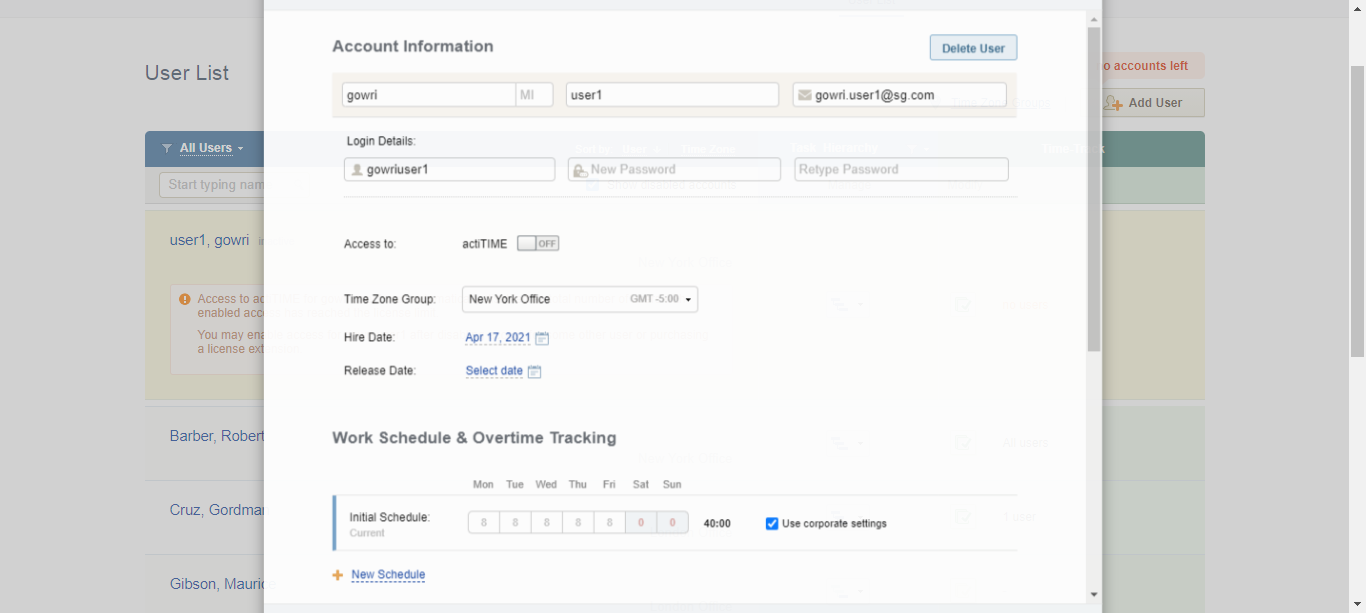 Account Information
Delete User
User List
o accounts left
gowri MI user1 gowri.user1@sg.com
Add User
Login Details:
All Users
gowriuser1 New Password Retype Password
Start typing nam
user1, gowri
Access to: actiTIME OFF
Time Zone Group: New York Office GMT -5:00
Access to ac
enabled acco
You may ena
a license ext
Hire Date: Apr 17, 2021
Release Date: Select date
Barber, Robert
Work Schedule & Overtime Tracking
Mon Tue Wed Thu Fri Sat Sun
Cruz, Gordma
Initial Schedule: 8 8 8 8 8 0 0 40:00 Use corporate settings
Current
New Schedule
Gibson, Maurice